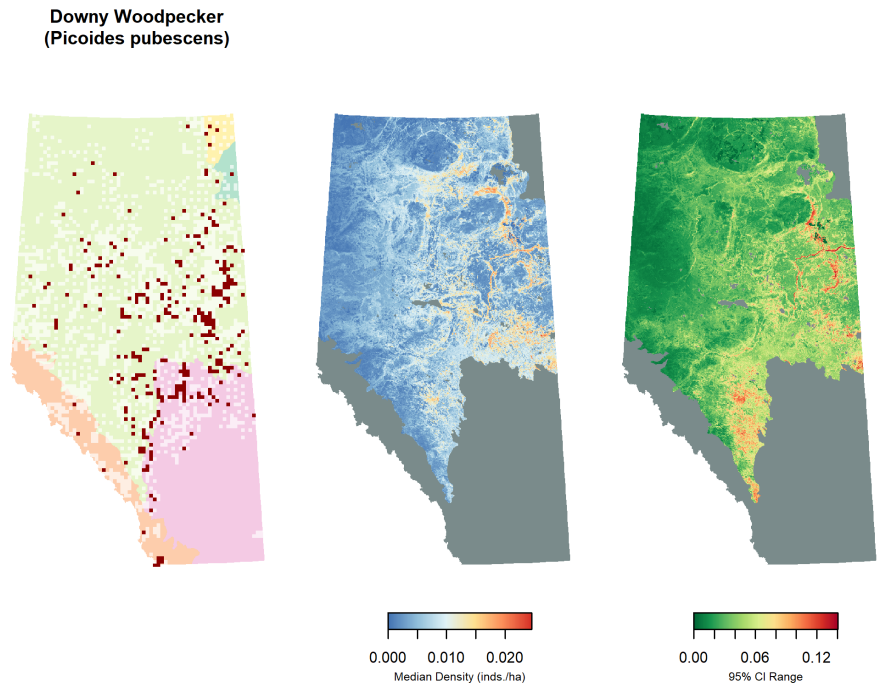 Downy Woodpecker
(Picoides pubescens)
0.000 0.010 0.020
Median Density (inds./ha)
0.00 0.06 0.12
95% CI Range